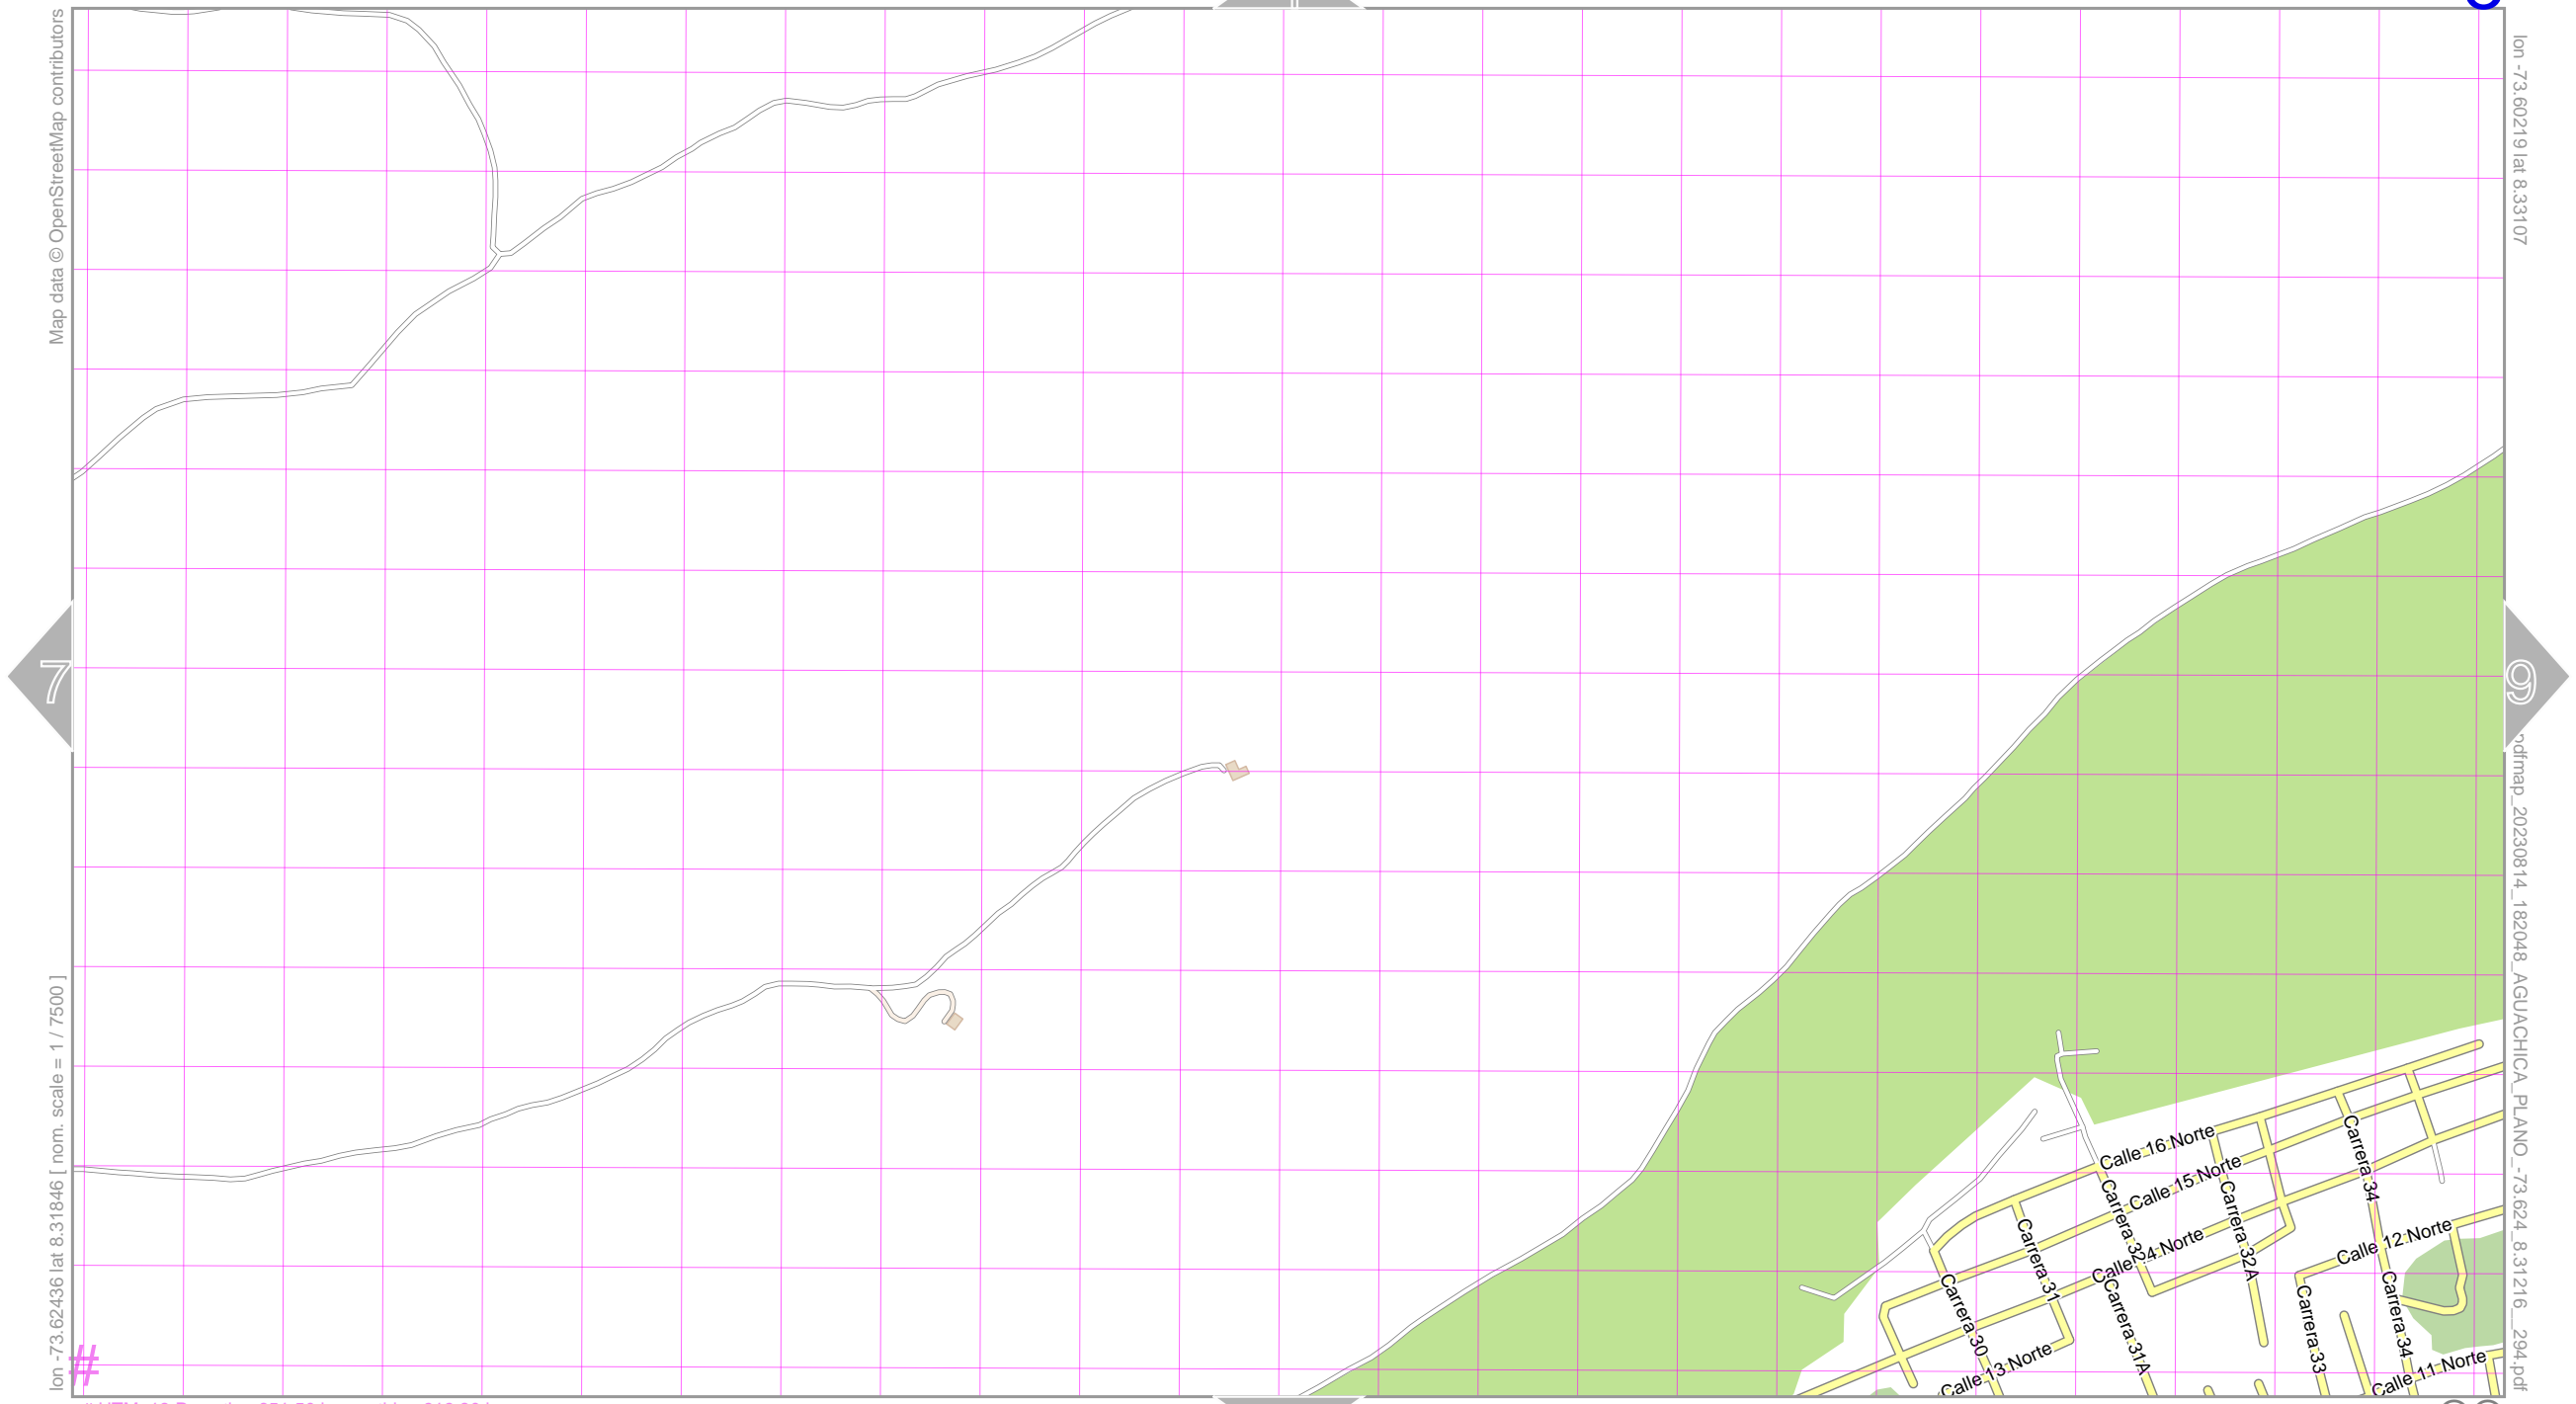 Map data © OpenStreetMap contributors
lon -73.60219 lat 8.33107
7
9
lon -73.62436 lat 8.31846 [ nom. scale = 1 / 7500 ]
pdfmap_20230814_182048_AGUACHICA_PLANO_-73.624_8.31216__294.pdf
#
Calle 16 Norte
Calle 15 Norte
Calle 24 Norte
Calle 12 Norte
Calle 13 Norte
Calle 11 Norte
Carrera 34
Carrera 32
Carrera 32A
Carrera 31
Carrera 30
Carrera 31A
Carrera 33
Carrera 34